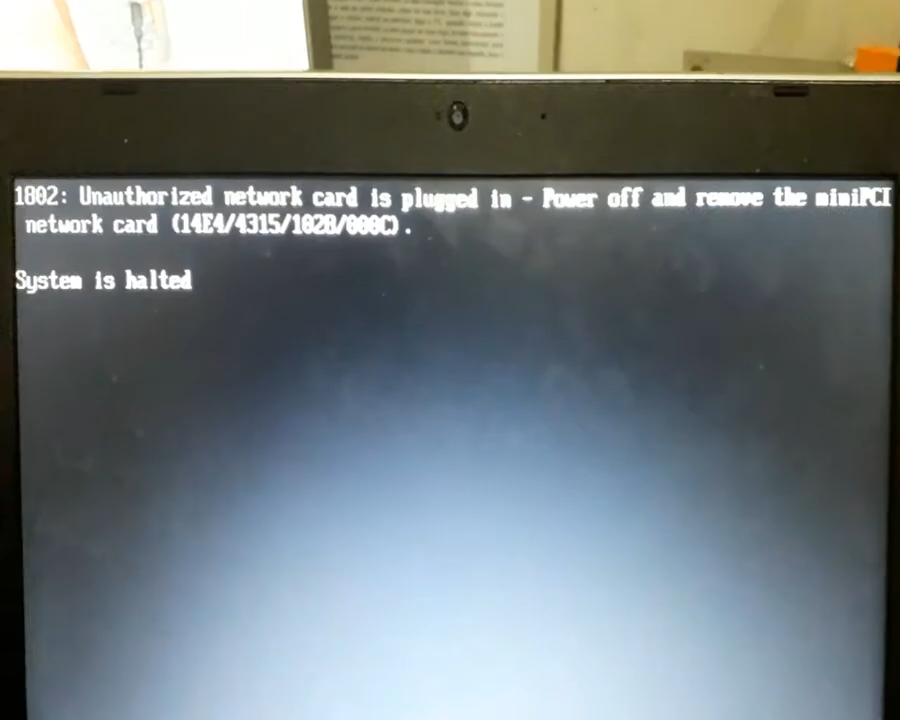 1802: Unauthorized network card is plugged in - Power off and remove the miniPCI
network card (14E4/4315/1028/000C).
System is halted